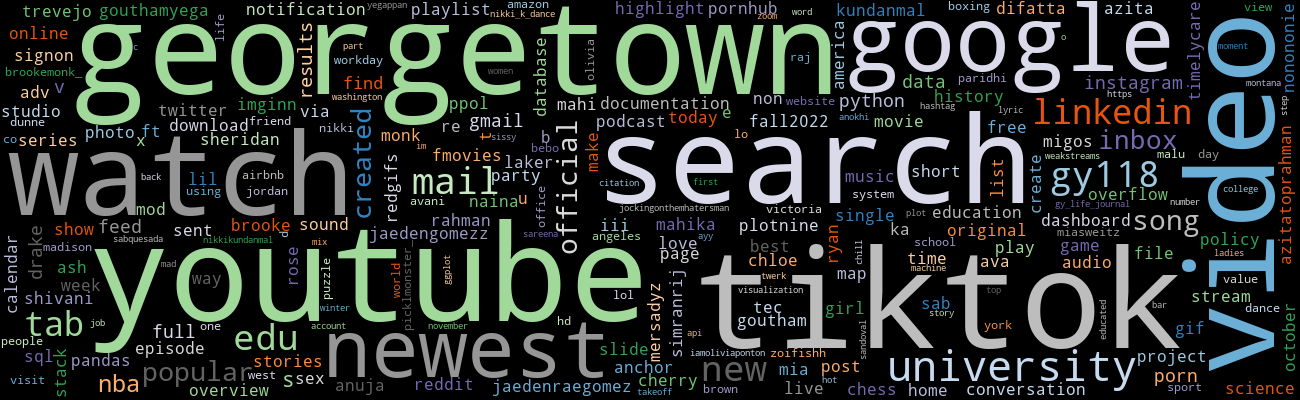 georgetown
google
youtube
search
watch
tiktok
video
newest
university
linkedin
gy118
mail
inbox
song
official
created
tab
edu
new
popular
nba
trevejo
gouthamyega
notification
yegappan
playlist
amazon
nikki_k_dance
highlight
pornhub
zoom
word
kundanmal
boxing
difatta
azita
view
online
life
results
part
workday
find
washington
signon
brookemonk_
adv
v
women
database
olivia
raj
america
data
paridhi
instagram
timelycare
moment
nononie
montana
studio
dunne
co
series
twitter
imginn
via
download
friend
photo
ft
x
sheridan
nikki
monk
ppol
re
gmail
im
fmovies
sissy
b
bebo
laker
party
mahi
documentation
e
non
website
podcast
today
make
lo
fall2022
python
anokhi
history
hashtag
movie
lyric
https
free
migos
weakstreams
malu
day
step
azitatoprahman
back
lil
using
airbnb
jordan
redgifs
avani
naina
u
office
citation
first
music
system
short
list
create
overflow
college
gy_life_journal
number
jockingonthemhatersman
victoria
single
plot
education
dashboard
mod
show
feed
sent
brooke
sound
rahman
jaedengomezz
sareena
iii
mahika
plotnine
ka
original
miasweitz
policy
ladies
calendar
drake
madison
sabquesada
nikkikundanmal
d
mix
angeles
love
page
ayy
best
chloe
ryan
chill
school
time
machine
play
ava
game
audio
file
value
ash
week
shivani
mad
way
rose
puzzle
world
ggplot
picklmonster_
lol
twerk
visualization
map
girl
sab
story
top
educated
bar
stream
dance
winter
people
job
full
one
episode
account
november
hd
mersadyz
simranrij
api
tec
goutham
york
sandoval
gif
october
sql
stack
pandas
stories
slide
iamoliviaponton
zoifishh
project
visit
overview
west
s
sex
anuja
reddit
jaedenraegomez
anchor
cherry
takeoff
brown
live
mia
hot
post
chess
home
conversation
porn
sport
science